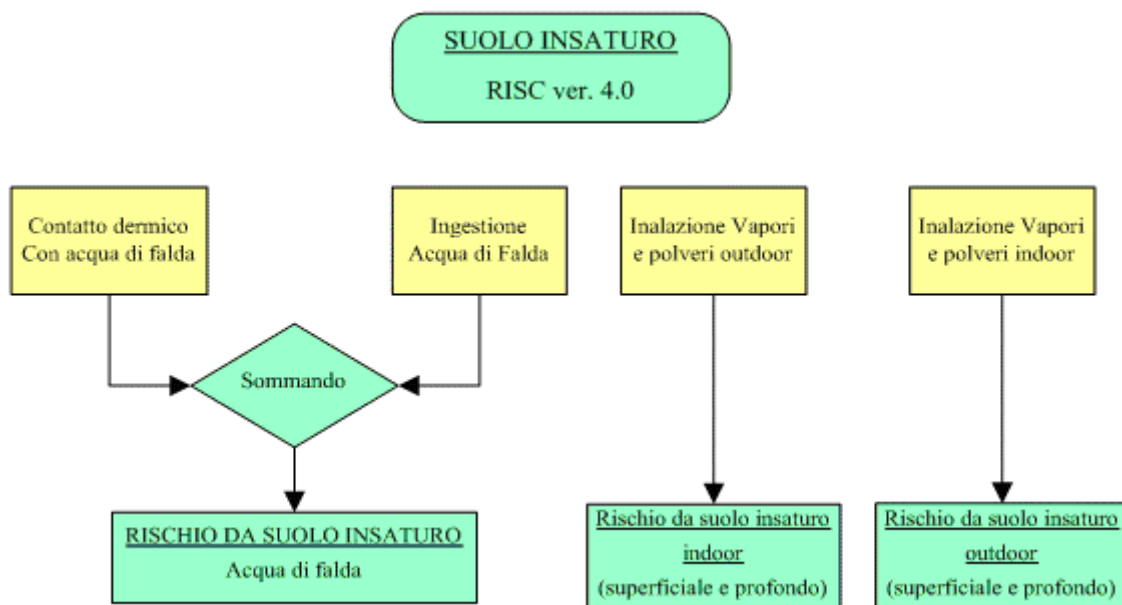 SUOLO INSATURO
RISC ver. 4.0
Contatto dermico
Con acqua di falda
Ingestione
Acqua di Falda
Inalazione Vapori
e polveri outdoor
Inalazione Vapori
e polveri indoor
Sommando
RISCHIO DA SUOLO INSATURO
Acqua di falda
Rischio da suolo insaturo
indoor
(superficiale e profondo)
Rischio da suolo insaturo
outdoor
(superficiale e profondo)